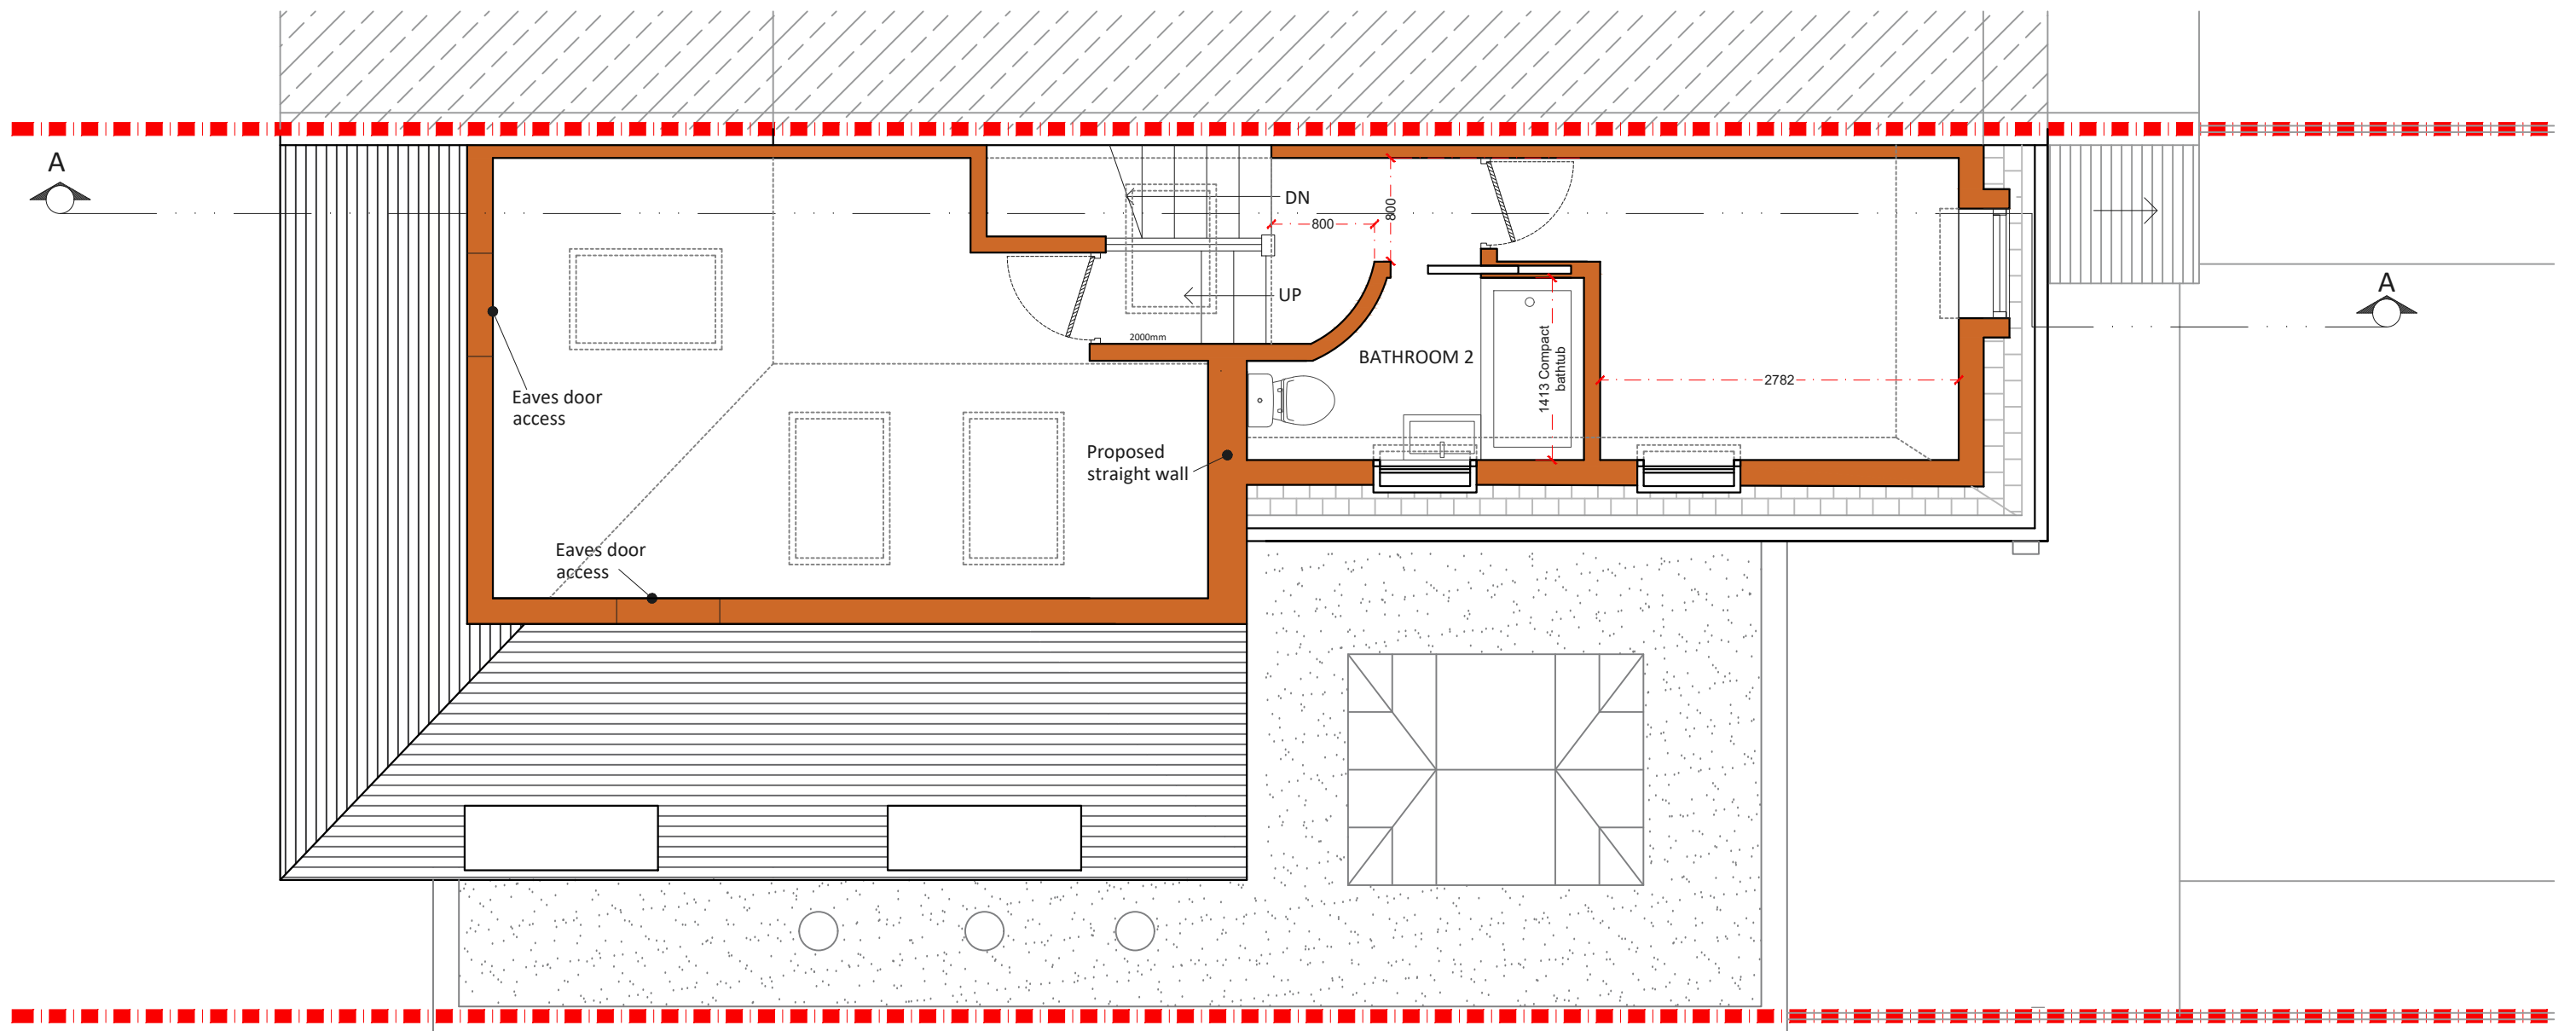 A
DN
800
800
UP
A
2000mm
BATHROOM 2
1413 Compact
bathtub
2782
Eaves door
access
Proposed
straight wall
Eaves door
access